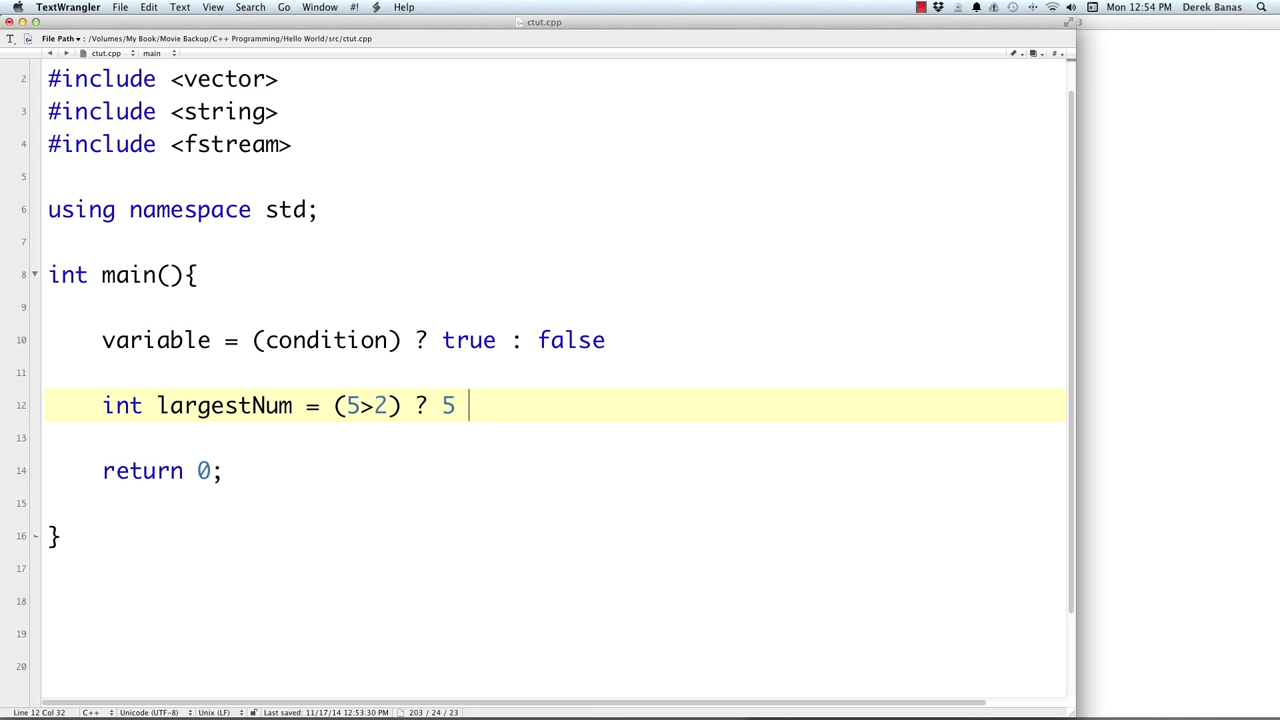 TextWrangler File Edit Text View Search Go Window #! Help Mon 12:54 PM Derek Banas
ctut.cpp
File Path ▾ : /Volumes/My Book/Movie Backup/C++ Programming/Hello World/src/ctut.cpp
ctut.cpp main
2 #include <vector>
3 #include <string>
4 #include <fstream>
5
6 using namespace std;
7
8 int main(){
9
10 variable = (condition) ? true : false
11
12 int largestNum = (5>2) ? 5
13
14 return 0;
15
16 }
17
18
19
20
Line 12 Col 32 C++ Unicode (UTF-8) Unix (LF) Last saved: 11/17/14 12:53:30 PM 203 / 24 / 23